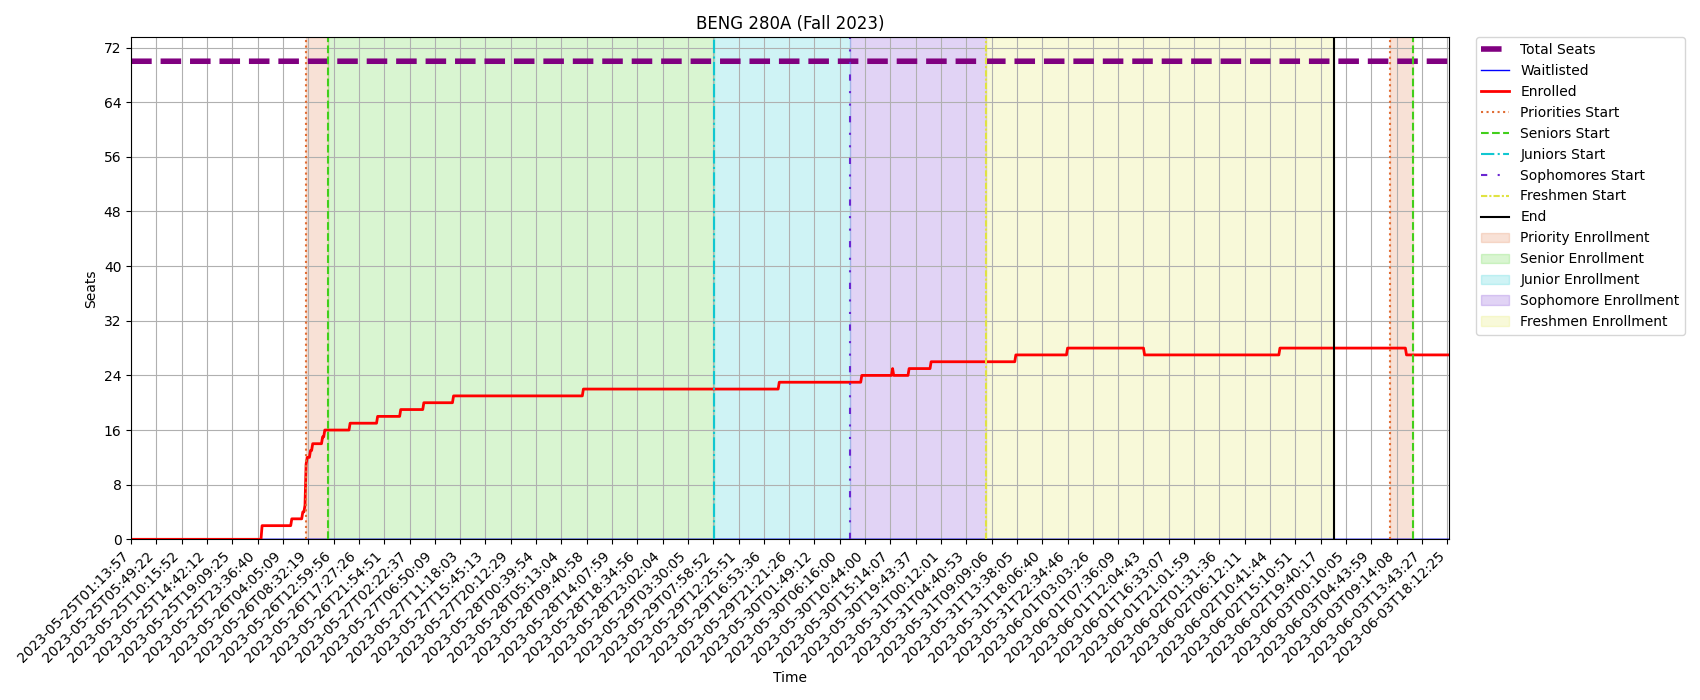 BENG 280A (Fall 2023)
72
64
56
48
40
32
24
16
8
0
Seats
2023-05-25T01:13:57
2023-05-25T05:49:22
2023-05-25T10:15:52
2023-05-25T14:42:12
2023-05-25T19:09:25
2023-05-25T23:36:40
2023-05-26T04:05:09
2023-05-26T08:32:19
2023-05-26T12:59:56
2023-05-26T17:27:26
2023-05-26T21:54:51
2023-05-27T02:22:37
2023-05-27T06:50:09
2023-05-27T11:18:03
2023-05-27T15:45:13
2023-05-27T20:12:29
2023-05-28T00:39:54
2023-05-28T05:13:04
2023-05-28T09:40:58
2023-05-28T14:07:59
2023-05-28T18:34:56
2023-05-28T23:02:04
2023-05-29T03:30:05
2023-05-29T07:58:52
2023-05-29T12:25:51
2023-05-29T16:53:36
2023-05-29T21:21:26
2023-05-30T01:49:12
2023-05-30T06:16:00
2023-05-30T10:44:00
2023-05-30T15:14:07
2023-05-30T19:43:37
2023-05-31T00:12:01
2023-05-31T04:40:53
2023-05-31T09:09:06
2023-05-31T13:38:05
2023-05-31T18:06:40
2023-05-31T22:34:46
2023-06-01T03:03:26
2023-06-01T07:36:09
2023-06-01T12:04:43
2023-06-01T16:33:07
2023-06-01T21:01:59
2023-06-02T01:31:36
2023-06-02T06:12:11
2023-06-02T10:41:44
2023-06-02T15:10:51
2023-06-02T19:40:17
2023-06-03T00:10:05
2023-06-03T04:43:59
2023-06-03T09:14:08
2023-06-03T13:43:27
2023-06-03T18:12:25
Time
Total Seats
Waitlisted
Enrolled
Priorities Start
Seniors Start
Juniors Start
Sophomores Start
Freshmen Start
End
Priority Enrollment
Senior Enrollment
Junior Enrollment
Sophomore Enrollment
Freshmen Enrollment